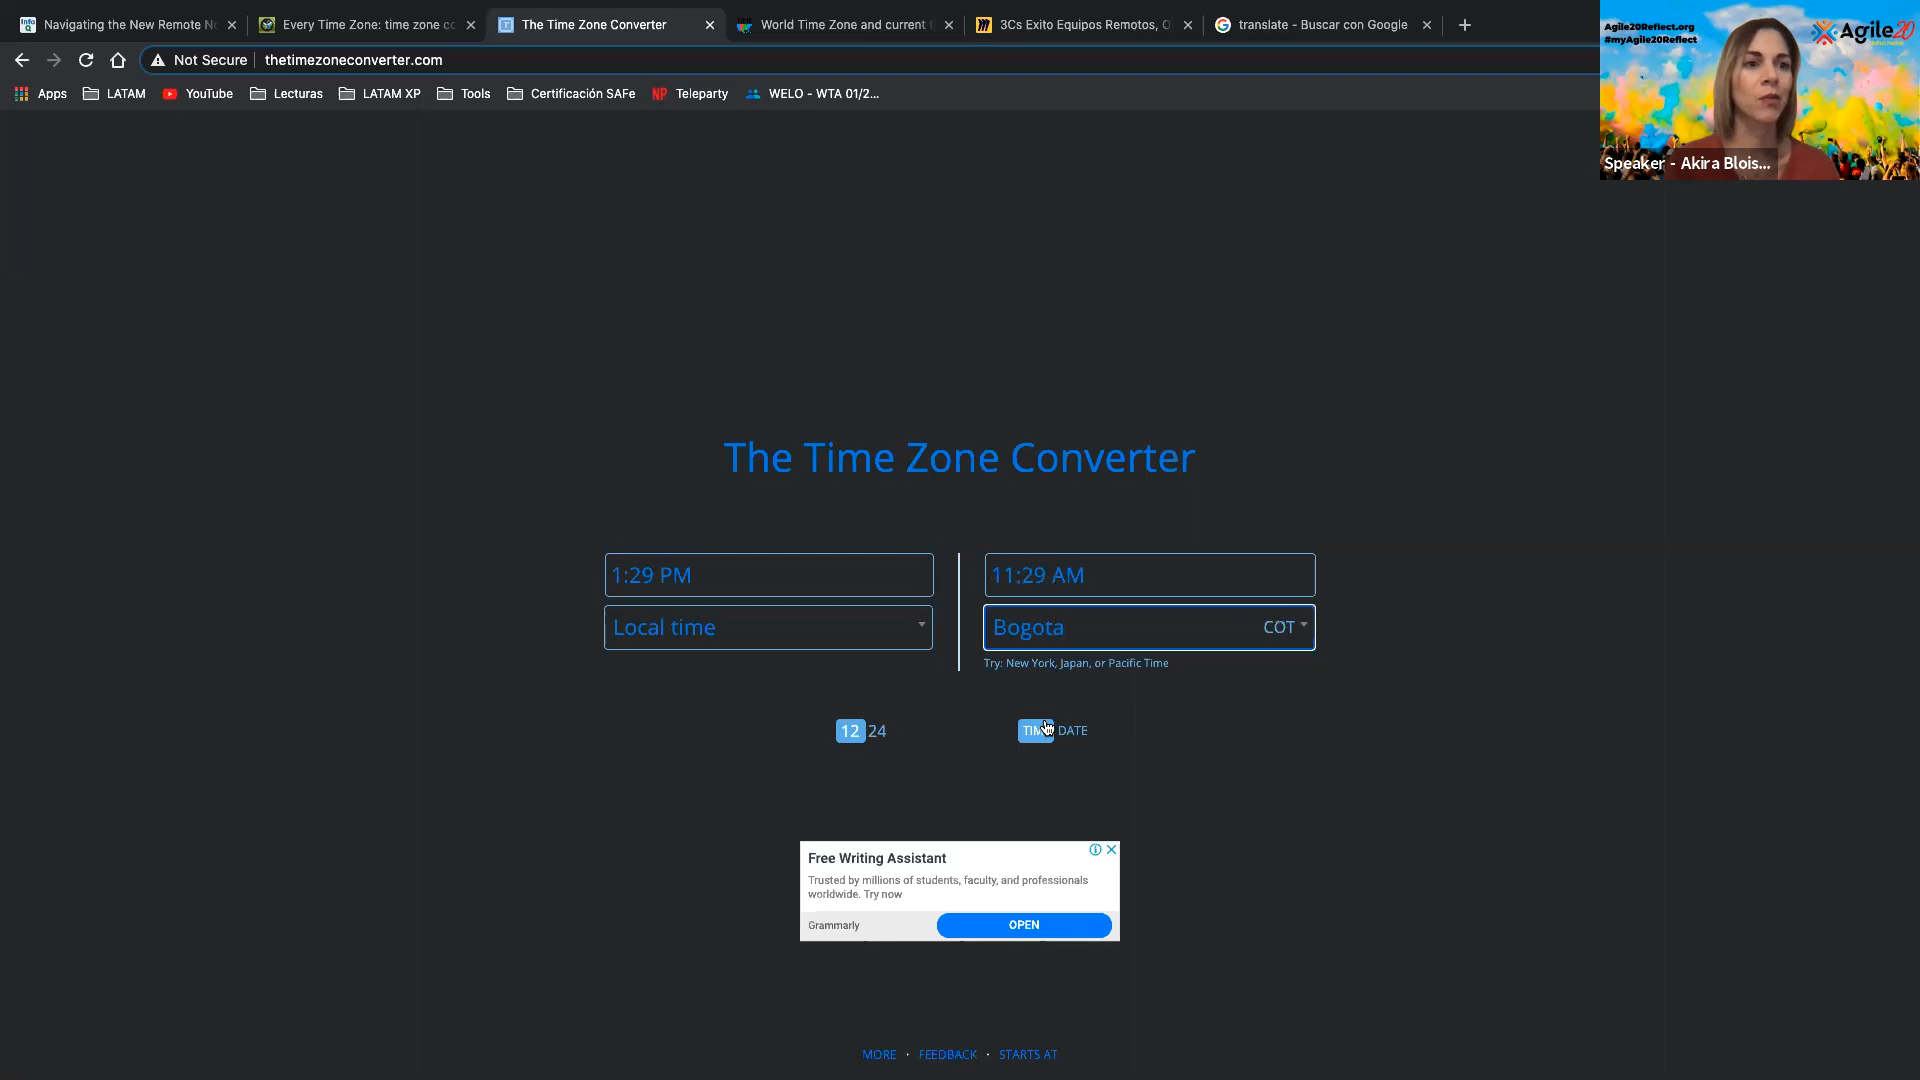 Navigating the New Remote No
Every Time Zone: time zone co
The Time Zone Converter
World Time Zone and current t
3Cs Exito Equipos Remotos, O
translate - Buscar con Google
Not Secure
thetimezoneconverter.com
Apps
LATAM
YouTube
Lecturas
LATAM XP
Tools
Certificación SAFe
NP Teleparty
WELO - WTA 01/2...
Agile20Reflect.org
#myAgile20Reflect
Agile20
Speaker - Akira Blois...
The Time Zone Converter
1:29 PM
11:29 AM
Local time
Bogota COT
Try: New York, Japan, or Pacific Time
12 24
DATE
Free Writing Assistant
Trusted by millions of students, faculty, and professionals
worldwide. Try now
Grammarly
OPEN
MORE · FEEDBACK · STARTS AT